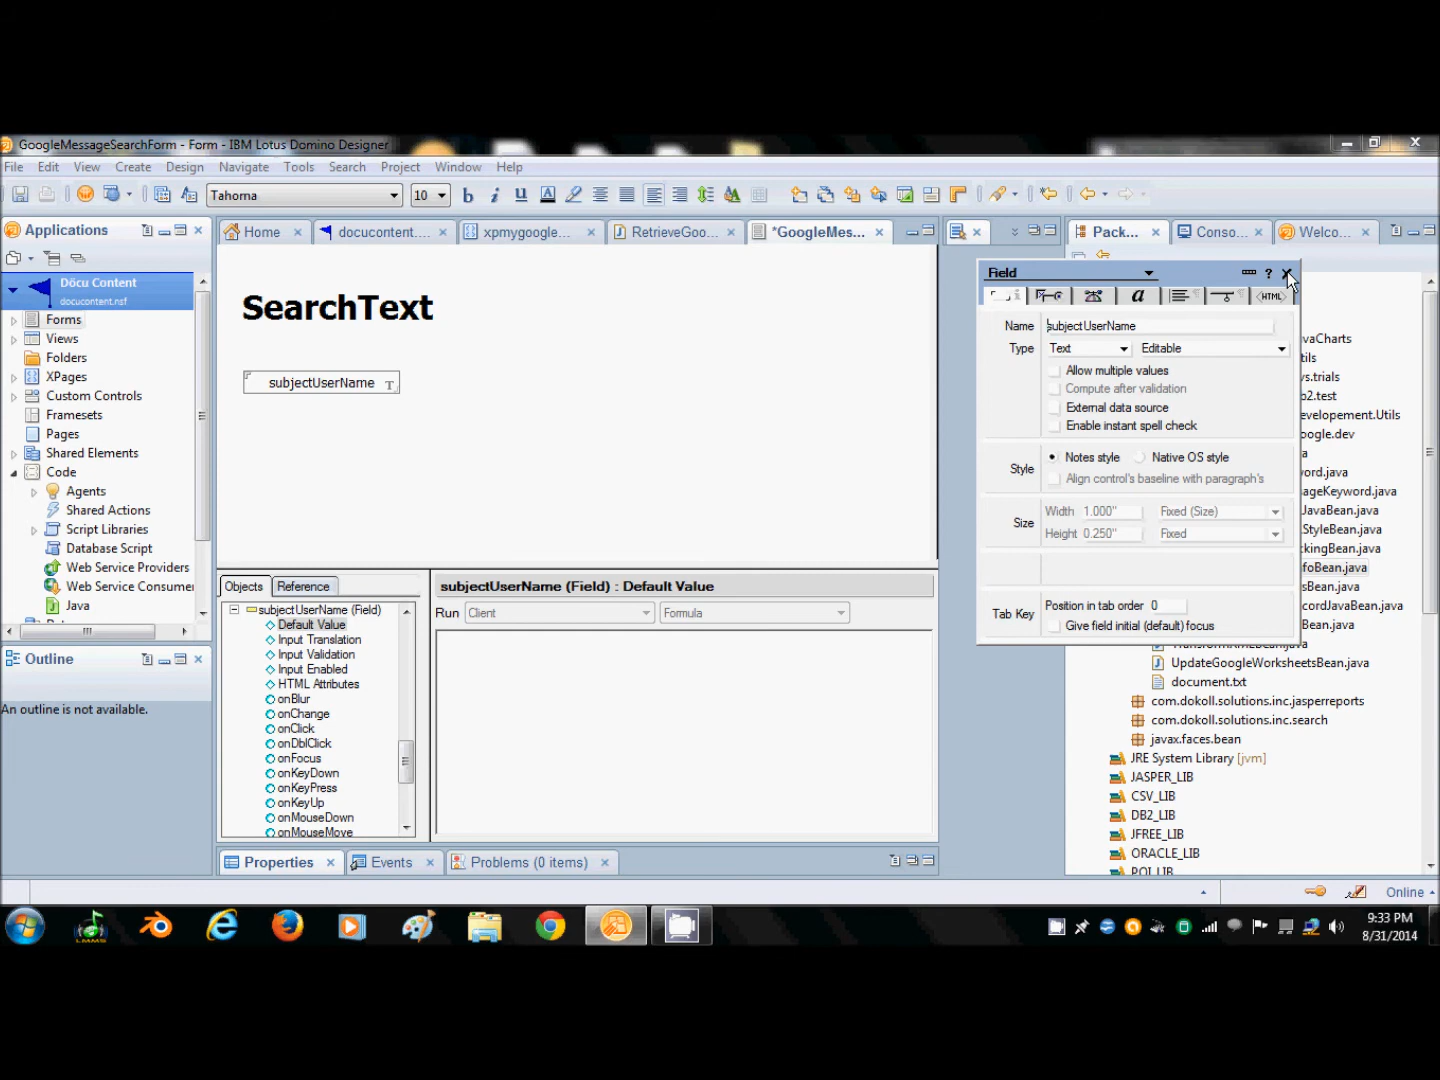 GoogleMessageSearchForm - Form - IBM Lotus Domino Designer
File Edit View Create Design Navigate Tools Search Project Window Help
Tahoma 10 b i U A
Applications
Home docucontent.... xpmygoogle... RetrieveGoo... *GoogleMes... Pack... Conso... Welco...
Döcu Content
docucontent.nsf
Forms
Views
Folders
XPages
Custom Controls
Framesets
Pages
Shared Elements
Code
Agents
Shared Actions
Script Libraries
Database Script
Web Service Providers
Web Service Consumer
Java
Outline
An outline is not available.
SearchText
subjectUserName T
Field ?
a <HTML>
Name subjectUserName
Type Text Editable
Allow multiple values
Compute after validation
External data source
Enable instant spell check
Style Notes style Native OS style
Align control's baseline with paragraph's
Size Width 1.000" Fixed (Size)
Height 0.250" Fixed
Tab Key Position in tab order 0
Give field initial (default) focus
vaCharts
tils
vs.trials
b2.test
evelopement.Utils
oogle.dev
a
word.java
ageKeyword.java
JavaBean.java
StyleBean.java
ckingBean.java
foBean.java
sBean.java
cordJavaBean.java
Bean.java
UpdateGoogleWorksheetsBean.java
document.txt
com.dokoll.solutions.inc.jasperreports
com.dokoll.solutions.inc.search
javax.faces.bean
JRE System Library [jvm]
JASPER_LIB
CSV_LIB
DB2_LIB
JFREE_LIB
ORACLE_LIB
POI_LIB
Objects Reference
subjectUserName (Field)
Default Value
Input Translation
Input Validation
Input Enabled
HTML Attributes
onBlur
onChange
onClick
onDblClick
onFocus
onKeyDown
onKeyPress
onKeyUp
onMouseDown
onMouseMove
subjectUserName (Field) : Default Value
Run Client Formula
Properties Events Problems (0 items)
Online
LMMS
9:33 PM
8/31/2014